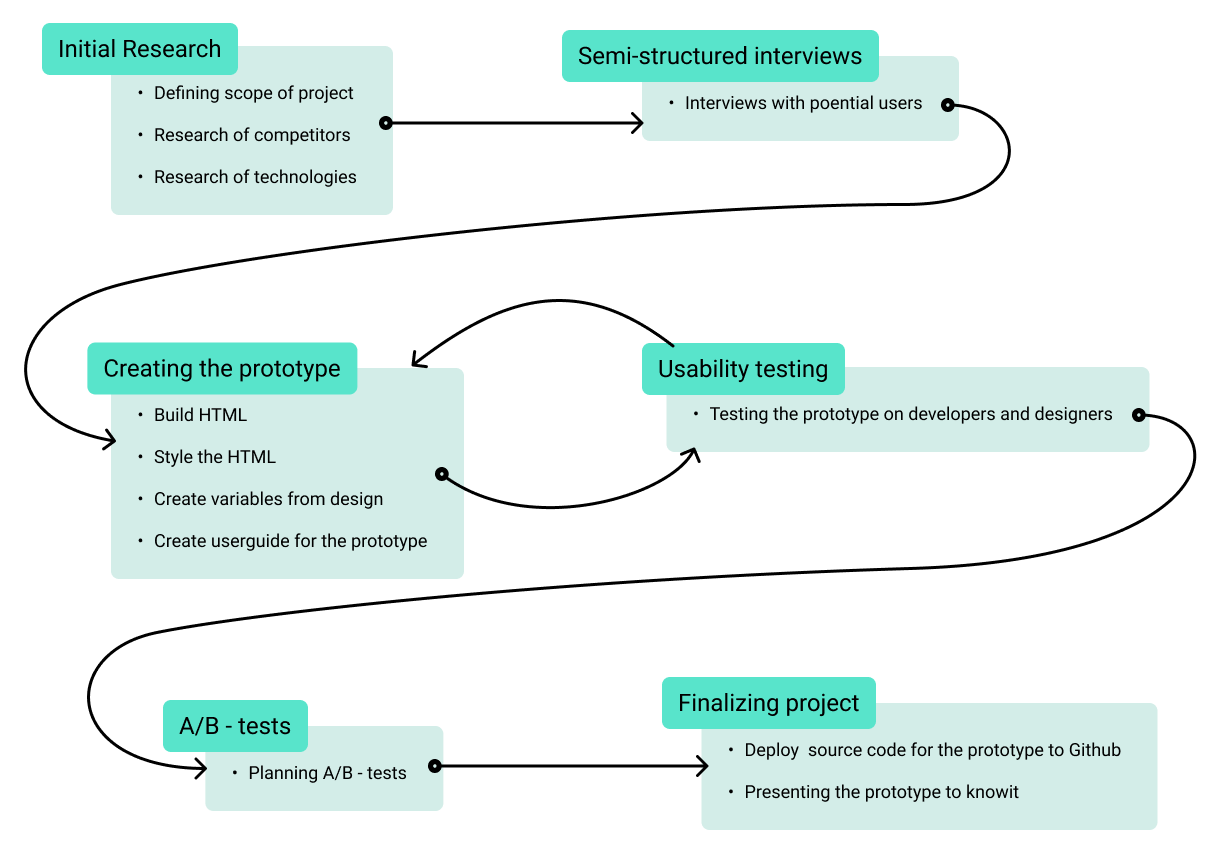 Initial Research
• Defining scope of project
• Research of competitors
• Research of technologies
Semi-structured interviews
• Interviews with poential users
Creating the prototype
• Build HTML
• Style the HTML
• Create variables from design
• Create userguide for the prototype
Usability testing
• Testing the prototype on developers and designers
A/B - tests
• Planning A/B - tests
Finalizing project
• Deploy  source code for the prototype to Github
• Presenting the prototype to knowit